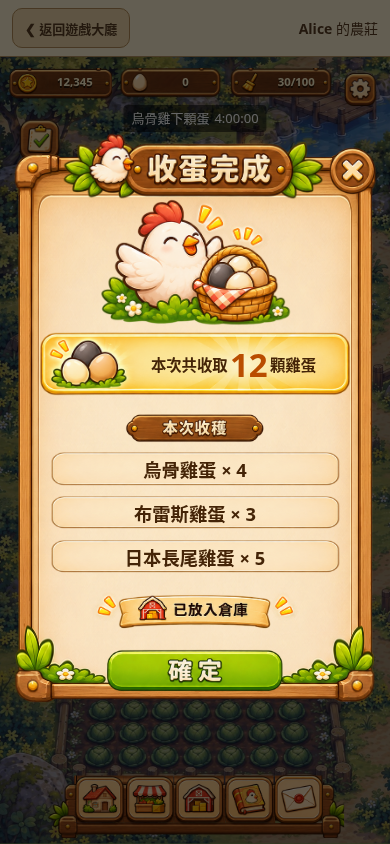 ❮ 返回遊戲大廳
Alice 的農莊
12,345
0
30/100
烏骨雞下顆蛋 4:00:00
收蛋完成
本次共收取 12 顆雞蛋
本次收穫
烏骨雞蛋 × 4
布雷斯雞蛋 × 3
日本長尾雞蛋 × 5
已放入倉庫
確定